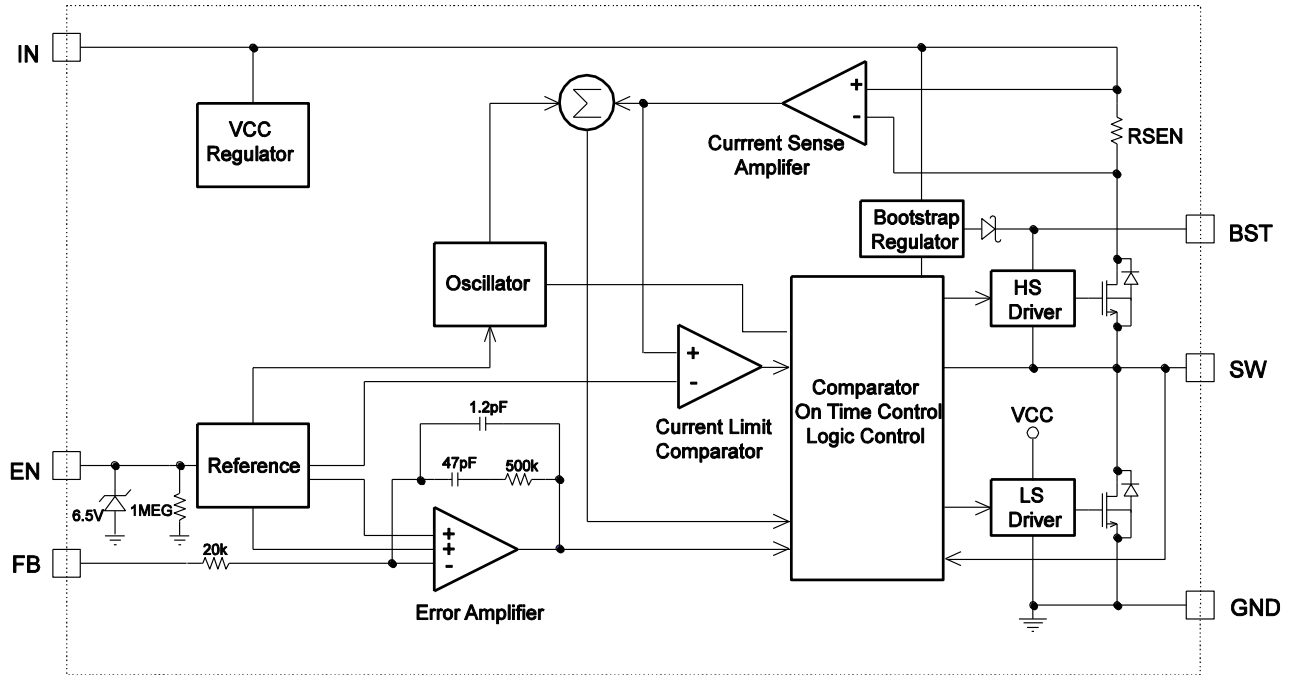 IN
VCC
Regulator
Σ
+
-
Currrent Sense
Amplifer
RSEN
Bootstrap
Regulator
BST
Oscillator
HS
Driver
+
-
Current Limit
Comparator
Comparator
On Time Control
Logic Control
SW
VCC
LS
Driver
1.2pF
47pF
500k
EN
Reference
6.5V
1MEG
FB
20k
+
+
-
Error Amplifier
GND